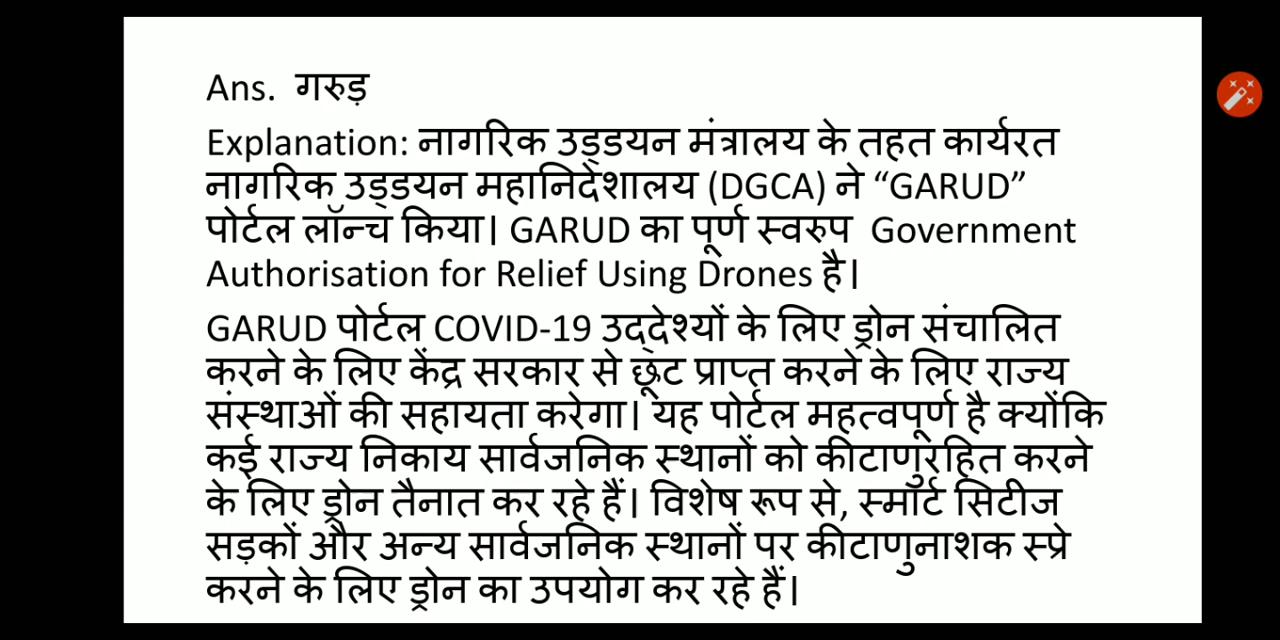 Ans. गरुड़
Explanation: नागरिक उड्डयन मंत्रालय के तहत कार्यरत
नागरिक उड्डयन महानिदेशालय (DGCA) ने “GARUD”
पोर्टल लॉन्च किया। GARUD का पूर्ण स्वरुप Government
Authorisation for Relief Using Drones है।
GARUD पोर्टल COVID-19 उद्देश्यों के लिए ड्रोन संचालित
करने के लिए केंद्र सरकार से छूट प्राप्त करने के लिए राज्य
संस्थाओं की सहायता करेगा। यह पोर्टल महत्वपूर्ण है क्योंकि
कई राज्य निकाय सार्वजनिक स्थानों को कीटाणुरहित करने
के लिए ड्रोन तैनात कर रहे हैं। विशेष रूप से, स्मार्ट सिटीज
सड़कों और अन्य सार्वजनिक स्थानों पर कीटाणुनाशक स्प्रे
करने के लिए ड्रोन का उपयोग कर रहे हैं।